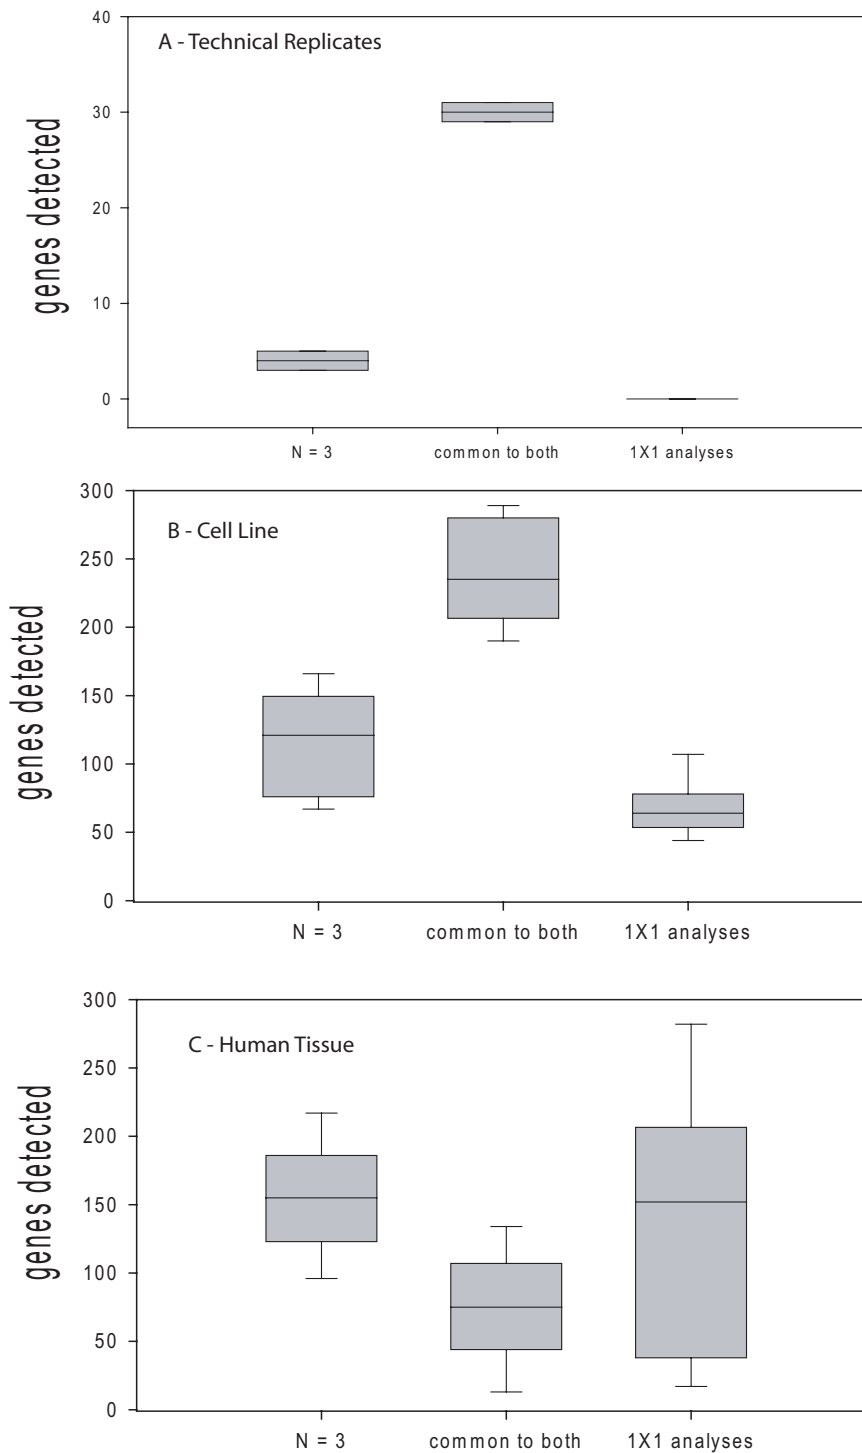 40
A - Technical Replicates
30
20
10
0
genes detected
N = 3 common to both 1X1 analyses
300
B - Cell Line
250
200
150
100
50
0
genes detected
N = 3 common to both 1X1 analyses
300
C - Human Tissue
250
200
150
100
50
0
genes detected
N = 3 common to both 1X1 analyses